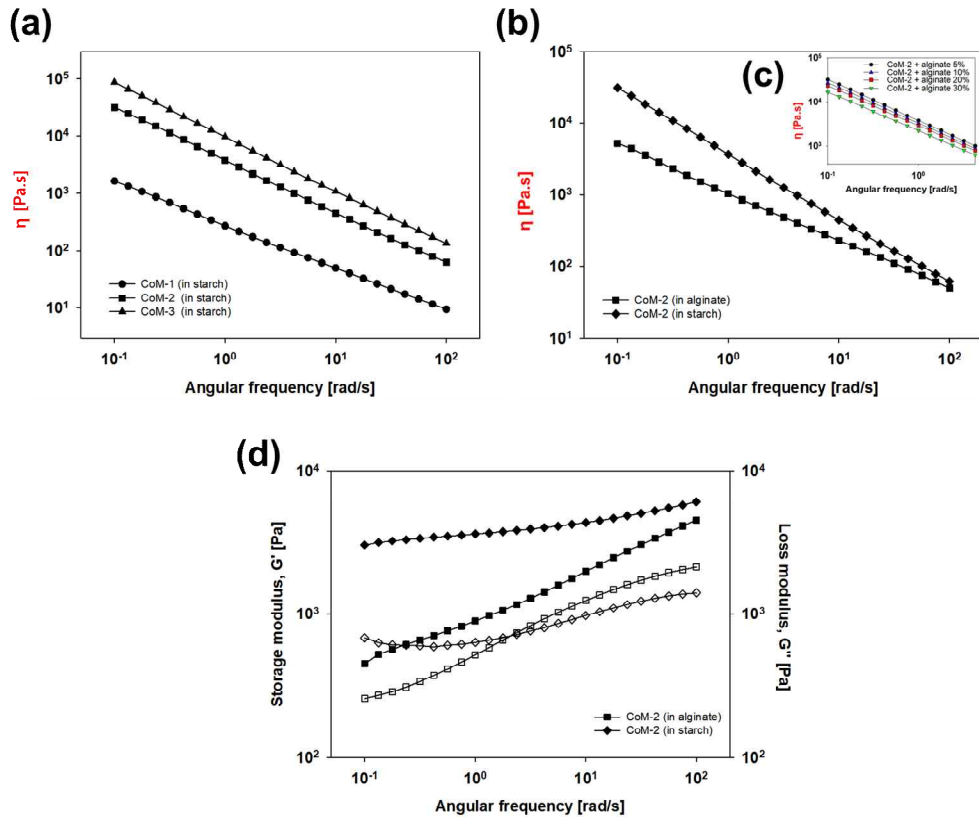 (a)
10⁵
10⁴
10³
10²
10¹
η [Pa.s]
CoM-1 (in starch)
CoM-2 (in starch)
CoM-3 (in starch)
10⁻¹ 10⁰ 10¹ 10²
Angular frequency [rad/s]
(b)
10⁵
10⁴
10³
10²
10¹
η [Pa.s]
CoM-2 (in alginate)
CoM-2 (in starch)
10⁻¹ 10⁰ 10¹ 10²
Angular frequency [rad/s]
(c)
10⁵
10⁴
10³
η [Pa.s]
CoM-2 + alginate 5%
CoM-2 + alginate 10%
CoM-2 + alginate 20%
CoM-2 + alginate 30%
10⁻¹ 10⁰
Angular frequency [rad/s]
(d)
10⁴
10³
10²
Storage modulus, G' [Pa]
10⁴
10³
10²
Loss modulus, G'' [Pa]
CoM-2 (in alginate)
CoM-2 (in starch)
10⁻¹ 10⁰ 10¹ 10²
Angular frequency [rad/s]